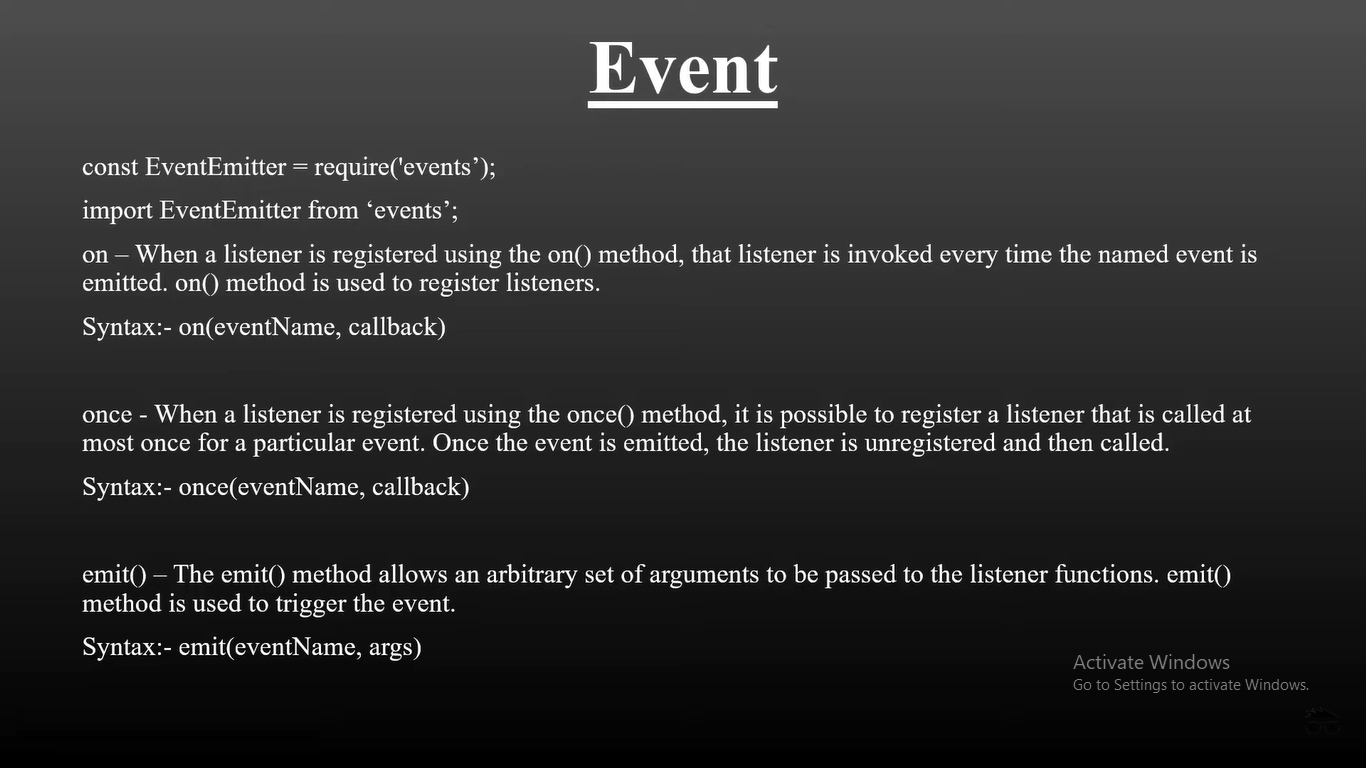 Event
const EventEmitter = require('events’);
import EventEmitter from ‘events’;
on – When a listener is registered using the on() method, that listener is invoked every time the named event is
emitted. on() method is used to register listeners.
Syntax:- on(eventName, callback)
once - When a listener is registered using the once() method, it is possible to register a listener that is called at
most once for a particular event. Once the event is emitted, the listener is unregistered and then called.
Syntax:- once(eventName, callback)
emit() – The emit() method allows an arbitrary set of arguments to be passed to the listener functions. emit()
method is used to trigger the event.
Syntax:- emit(eventName, args)
Activate Windows
Go to Settings to activate Windows.